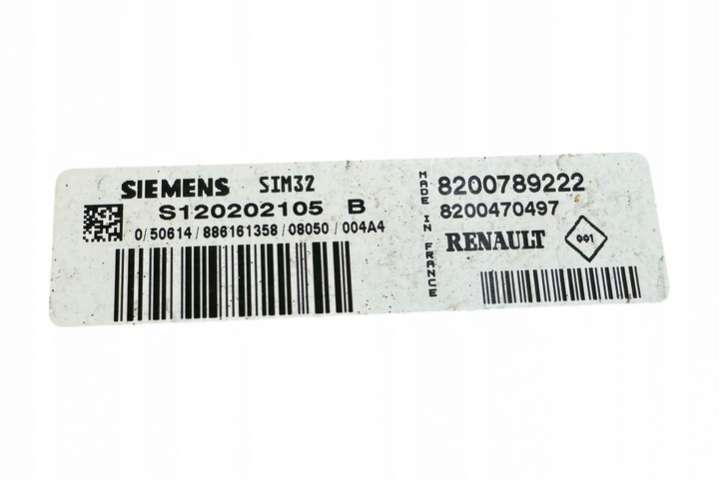 SIEMENS SIM32
S120202105 B
0/50614/886161358/08050/004A4
MADE IN FRANCE
8200789222
8200470497
RENAULT